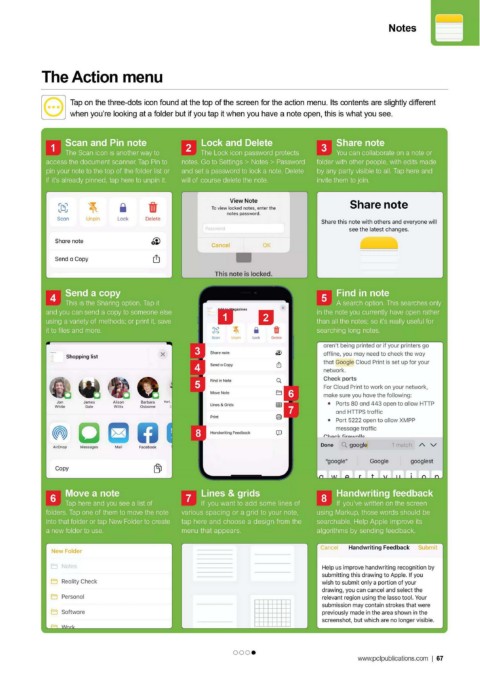 Notes
The Action menu
Tap on the three-dots icon found at the top of the screen for the action menu. Its contents are slightly different
when you're looking at a folder but if you tap it when you have a note open, this is what you see.
1 Scan and Pin note
The Scan icon is another way to
access the document scanner. Tap Pin to
pin your note to the top of the folder list or
if it's already pinned, tap here to unpin it.
2 Lock and Delete
The Lock icon password protects
notes. Go to Settings > Notes > Password
and set a password to lock a note. Delete
will of course delete the note.
3 Share note
You can collaborate on a note or
folder with other people, with edits made
by any party visible to all. Tap here and
invite them to join.
Scan Unpin Lock Delete
Share note
Send a Copy
View Note
To view locked notes, enter the
notes password.
Password
Cancel OK
This note is locked.
Share note
Share this note with others and everyone will
see the latest changes.
4 Send a copy
This is the Sharing option. Tap it
and you can send a copy to someone else
using a variety of methods; or print it, save
it to files and more.
Shopping list
Jan
White
James
Dale
Alison
Willis
Barbara
AirDrop Messages Mail Facebook
Copy
1 2
Scan Unpin Lock Delete
3 Share note
4 Send a Copy
5 Find in Note
Move Note 6
Lines & Grids 7
Print
8 Handwriting Feedback
5 Find in note
A search option. This searches only
in the note you currently have open rather
than all the notes; so it's really useful for
searching long notes.
aren't being printed or if your printers go
offline, you may need to check the way
that Google Cloud Print is set up for your
network.
Check ports
For Cloud Print to work on your network,
make sure you have the following:
• Ports 80 and 443 open to allow HTTP
and HTTPS traffic
• Port 5222 open to allow XMPP
message traffic
Check firewalls
Done google 1 match
"google" Google googlest
q w e r t y u i o p
6 Move a note
Tap here and you see a list of
folders. Tap one of them to move the note
into that folder or tap New Folder to create
a new folder to use.
7 Lines & grids
If you want to add some lines of
various spacing or a grid to your note,
tap here and choose a design from the
menu that appears.
8 Handwriting feedback
If you've written on the screen
using Markup, those words should be
searchable. Help Apple improve its
algorithms by sending feedback.
New Folder
Notes
Reality Check
Personal
Software
Work
Cancel Handwriting Feedback Submit
Help us improve handwriting recognition by
submitting this drawing to Apple. If you
wish to submit only a portion of your
drawing, you can cancel and select the
relevant region using the lasso tool. Your
submission may contain strokes that were
previously made in the area shown in the
screenshot, but which are no longer visible.
www.pclpublications.com | 67